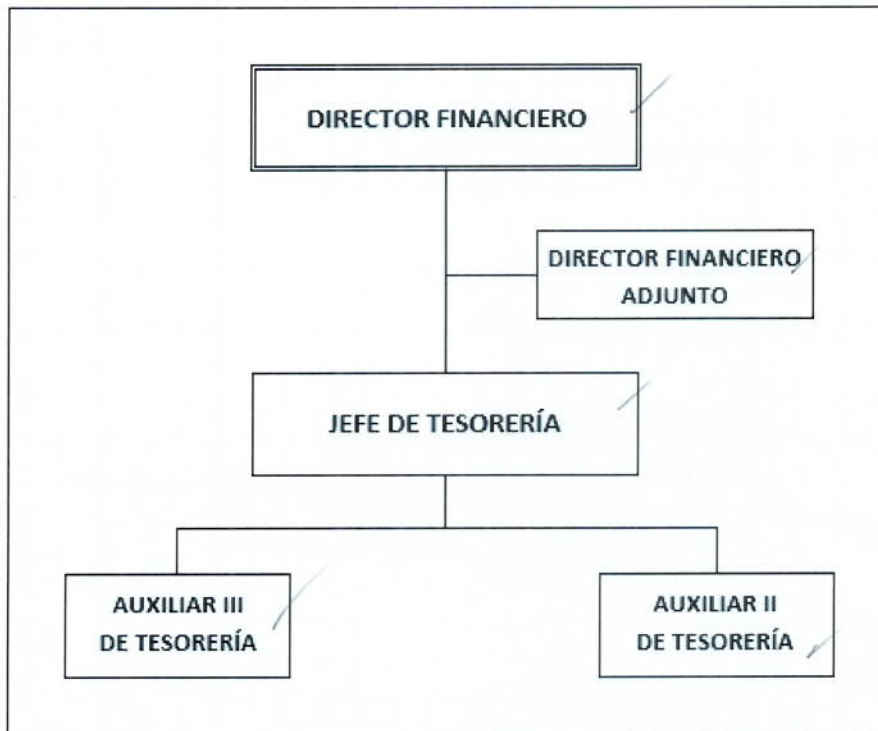 DIRECTOR FINANCIERO
DIRECTOR FINANCIERO
ADJUNTO
JEFE DE TESORERÍA
AUXILIAR III
DE TESORERÍA
AUXILIAR II
DE TESORERÍA